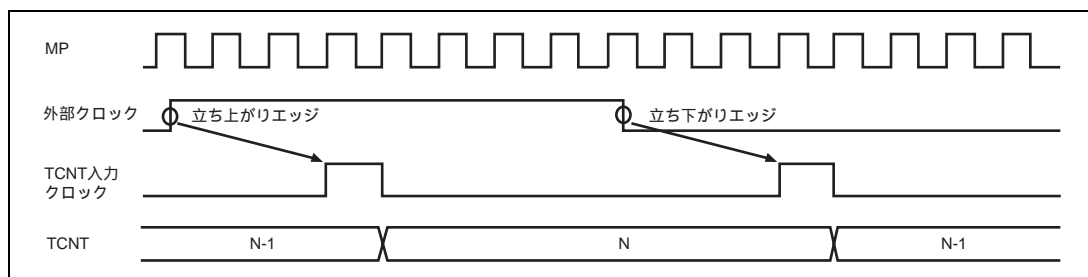 MP
外部クロック
立ち上がりエッジ
立ち下がりエッジ
TCNT入力
クロック
TCNT
N-1
N
N-1